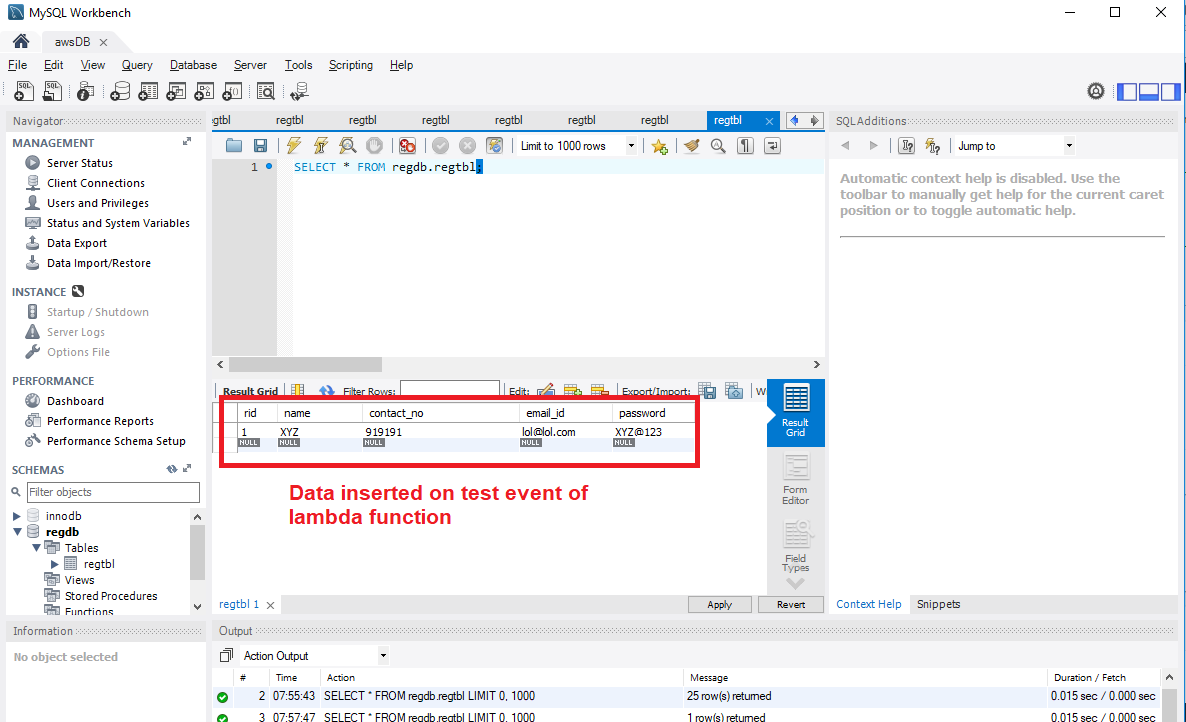 MySQL Workbench
awsDB
File Edit View Query Database Server Tools Scripting Help
Navigator
MANAGEMENT
Server Status
Client Connections
Users and Privileges
Status and System Variables
Data Export
Data Import/Restore
INSTANCE
Startup / Shutdown
Server Logs
Options File
PERFORMANCE
Dashboard
Performance Reports
Performance Schema Setup
SCHEMAS
Filter objects
innodb
regdb
Tables
regtbl
Views
Stored Procedures
Functions
Information
No object selected
gtbl regtbl regtbl regtbl regtbl regtbl regtbl regtbl
Limit to 1000 rows
1 SELECT * FROM regdb.regtbl;
Result Grid Filter Rows: Edit: Export/Import: W
rid name contact_no email_id password
1 XYZ 919191 lol@lol.com XYZ@123
NULL NULL NULL NULL NULL
Data inserted on test event of
lambda function
Result
Grid
Form
Editor
Field
Types
regtbl 1
Apply Revert
SQLAdditions
Jump to
Automatic context help is disabled. Use the
toolbar to manually get help for the current caret
position or to toggle automatic help.
Context Help Snippets
Output
Action Output
# Time Action Message Duration / Fetch
2 07:55:43 SELECT * FROM regdb.regtbl LIMIT 0, 1000 25 row(s) returned 0.015 sec / 0.000 sec
3 07:57:47 SELECT * FROM regdb.regtbl LIMIT 0, 1000 1 row(s) returned 0.015 sec / 0.000 sec